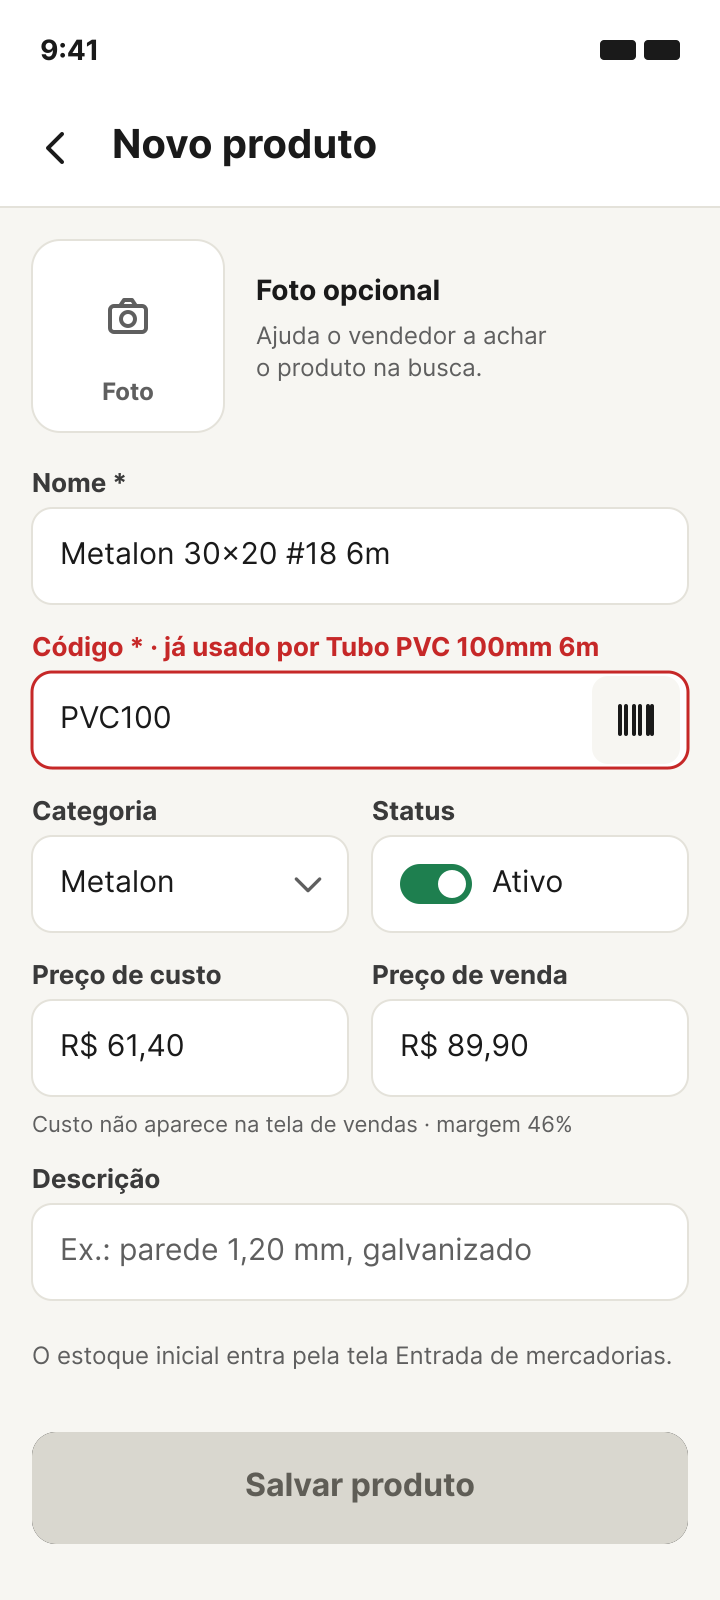 9:41
Novo produto
Foto
Foto opcional
Ajuda o vendedor a achar
o produto na busca.
Nome *
Metalon 30×20 #18 6m
Código * · já usado por Tubo PVC 100mm 6m
PVC100
Categoria
Status
Metalon
Ativo
Preço de custo
Preço de venda
R$ 61,40
R$ 89,90
Custo não aparece na tela de vendas · margem 46%
Descrição
Ex.: parede 1,20 mm, galvanizado
O estoque inicial entra pela tela Entrada de mercadorias.
Salvar produto